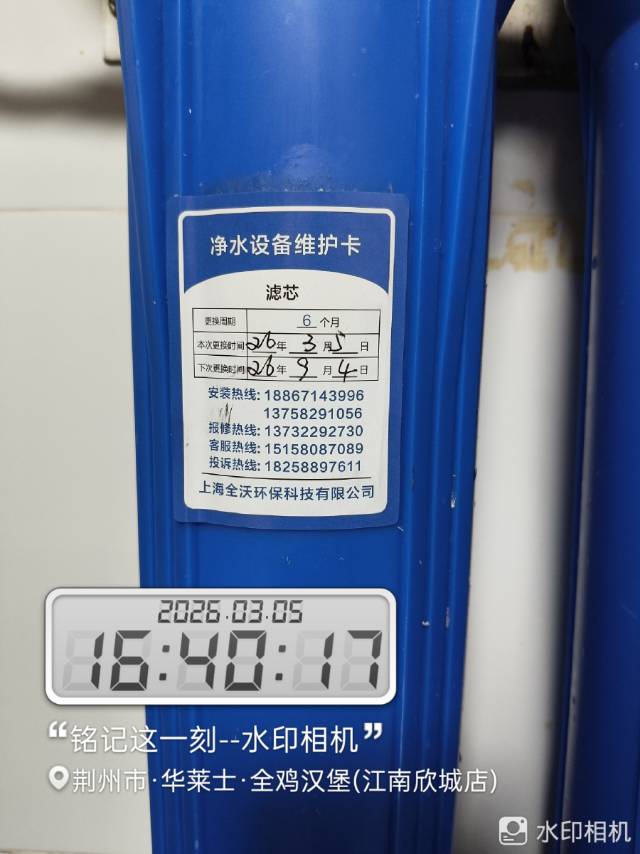 净水设备维护卡
滤芯
更换周期 6 个月
本次更换时间 26年 3月5日
下次更换时间 26年 9月4日
安装热线: 18867143996
13758291056
报修热线: 13732292730
客服热线: 15158087089
投诉热线: 18258897611
上海全沃环保科技有限公司
2026.03.05
16:40:17
“铭记这一刻--水印相机”
荆州市·华莱士·全鸡汉堡(江南欣城店)
水印相机